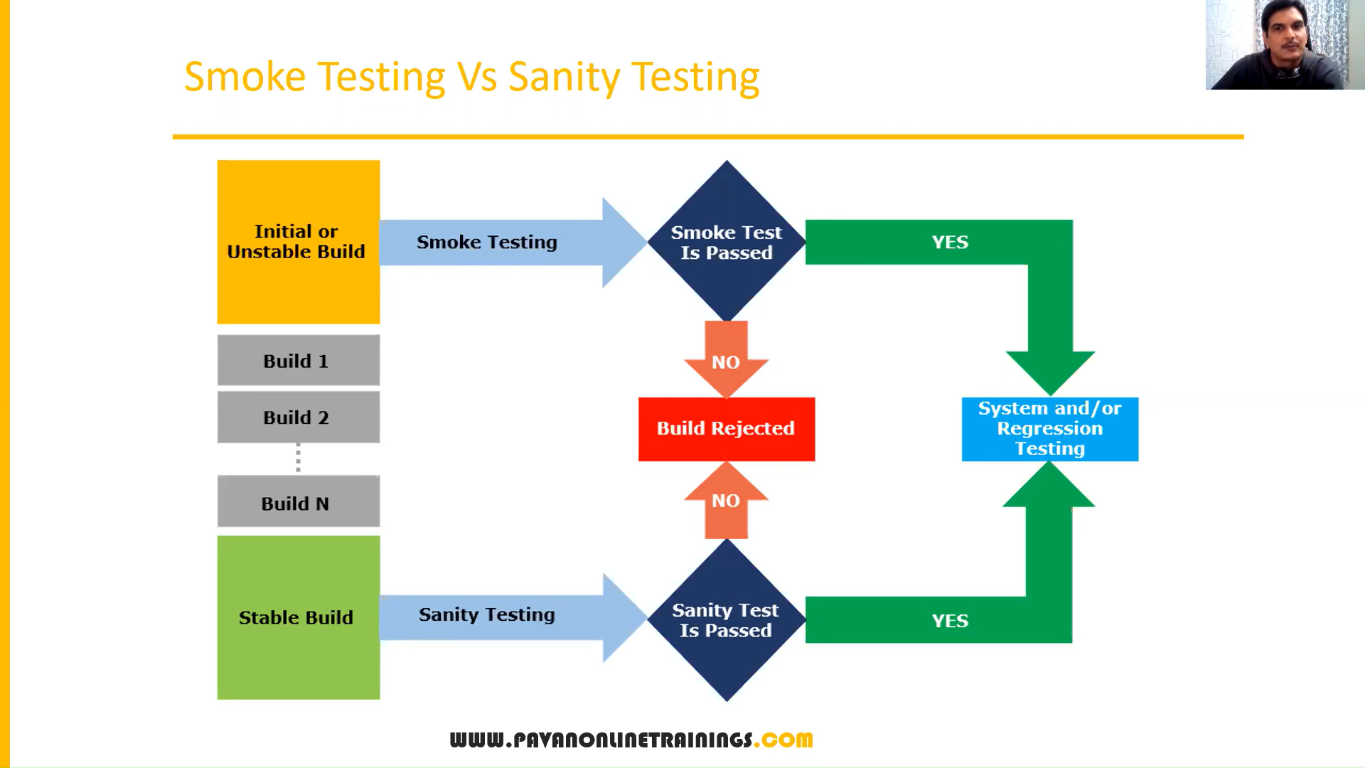 Smoke Testing Vs Sanity Testing
Initial or
Unstable Build
Smoke Testing
Smoke Test
Is Passed
YES
Build 1
NO
Build 2
Build Rejected
System and/or
Regression
Testing
Build N
NO
Stable Build
Sanity Testing
Sanity Test
Is Passed
YES
WWW.PAVANONLINETRAININGS.COM